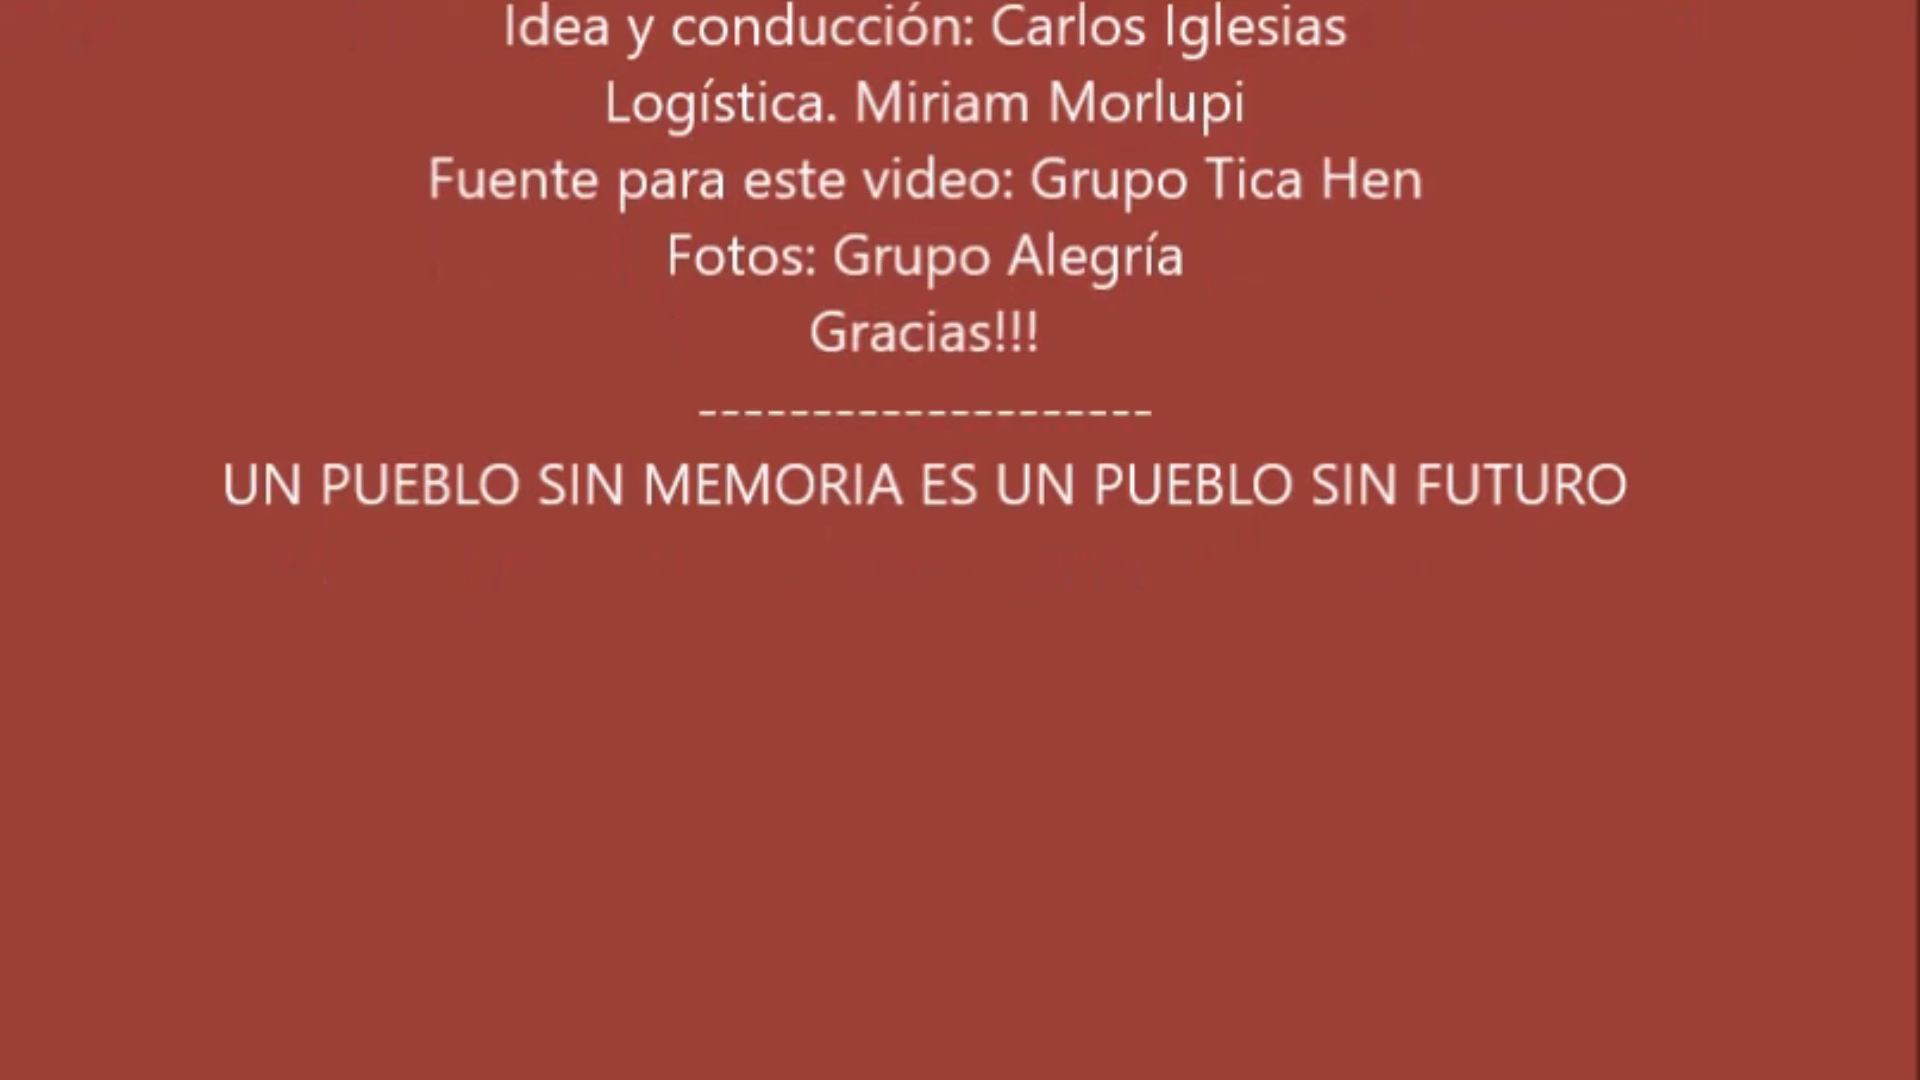 Idea y conducción: Carlos Iglesias
Logística. Miriam Morlupi
Fuente para este video: Grupo Tica Hen
Fotos: Grupo Alegría
Gracias!!!
--------------------
UN PUEBLO SIN MEMORIA ES UN PUEBLO SIN FUTURO